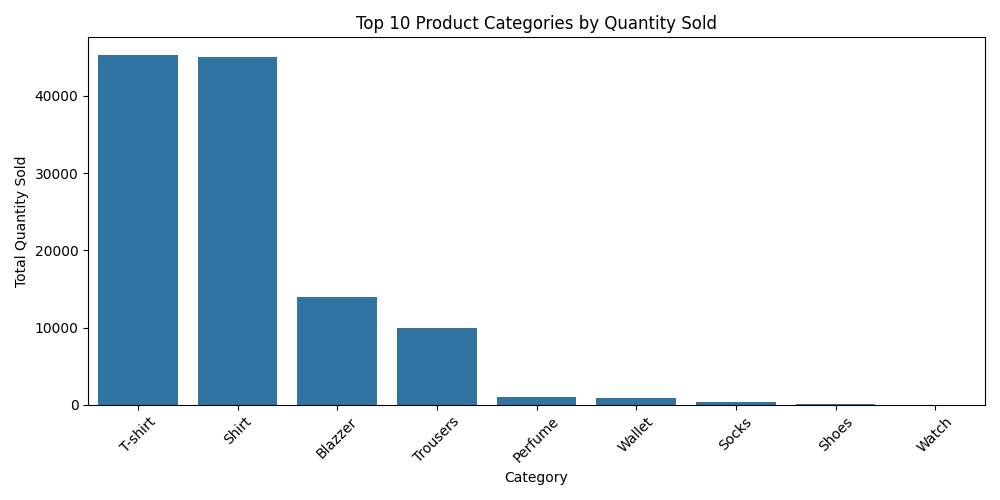 Top 10 Product Categories by Quantity Sold
Total Quantity Sold
40000
30000
20000
10000
0
T-shirt
Shirt
Blazzer
Trousers
Perfume
Wallet
Socks
Shoes
Watch
Category